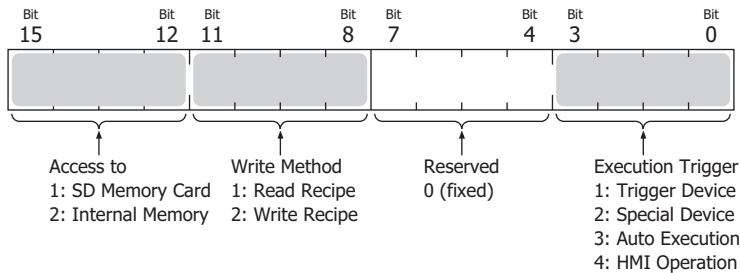 Bit Bit Bit Bit Bit Bit Bit Bit
15 12 11 8 7 4 3 0
Access to
1: SD Memory Card
2: Internal Memory
Write Method
1: Read Recipe
2: Write Recipe
Reserved
0 (fixed)
Execution Trigger
1: Trigger Device
2: Special Device
3: Auto Execution
4: HMI Operation